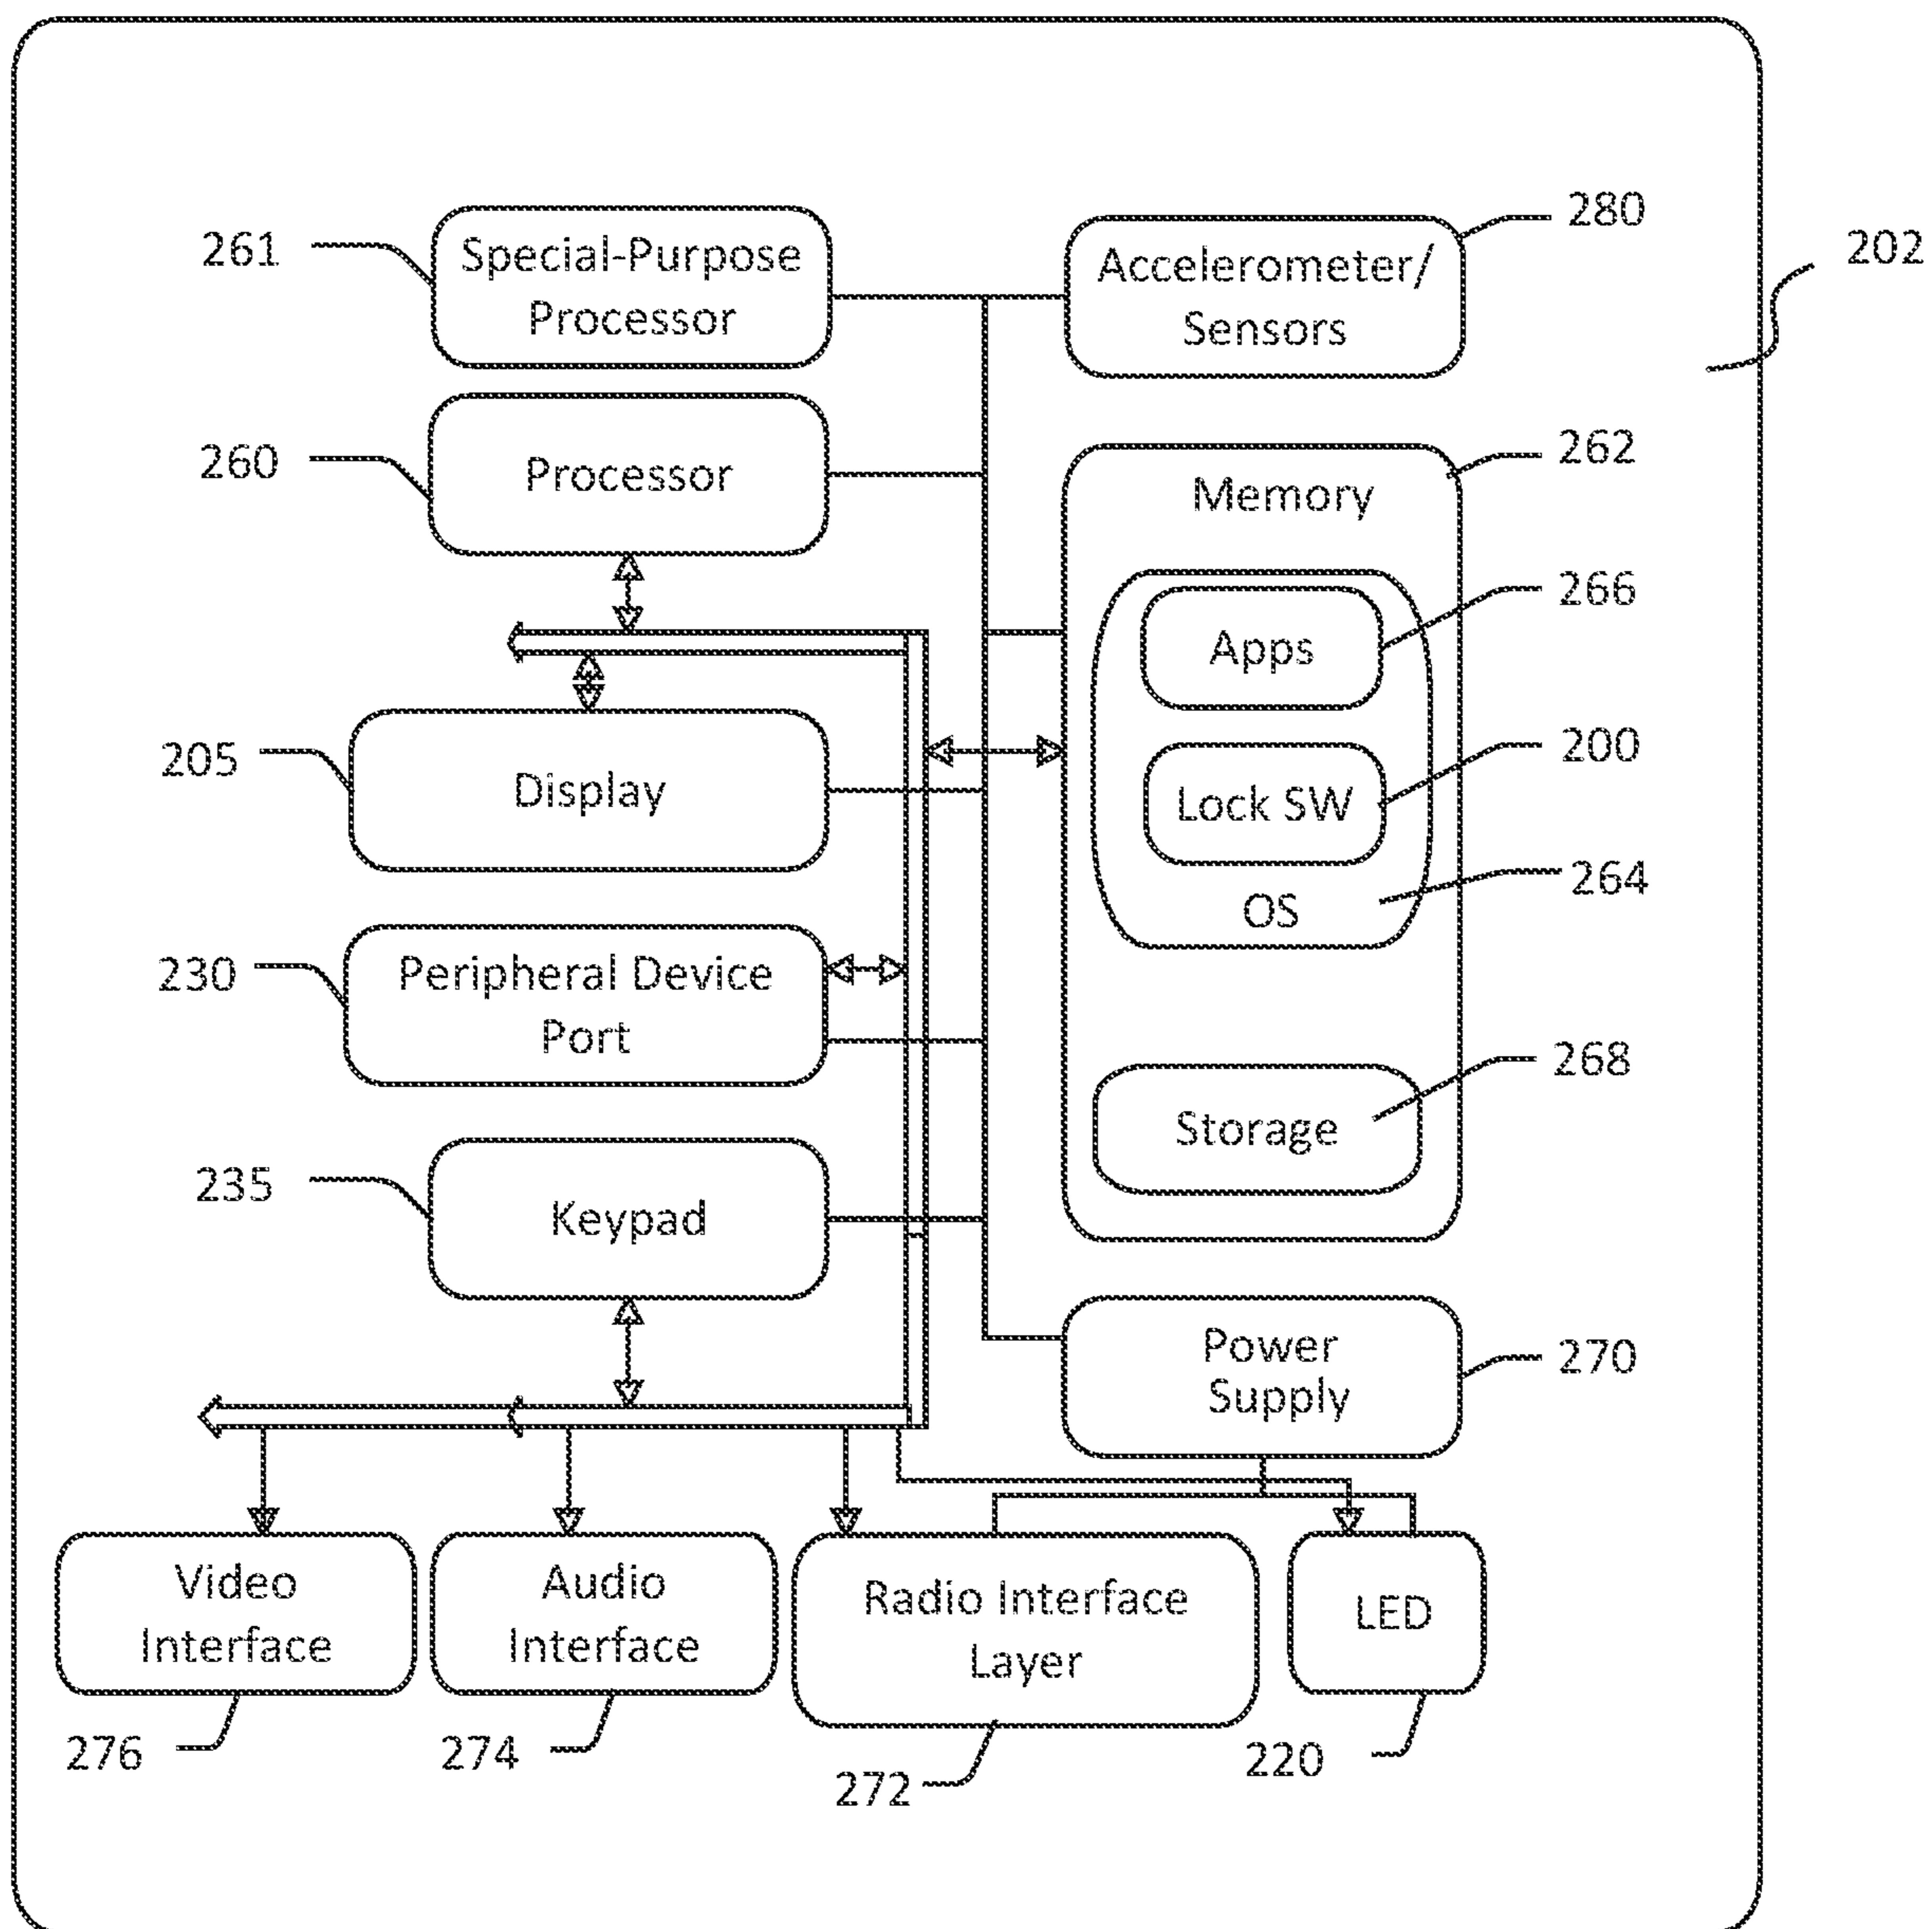 280
202
261
Special-Purpose
Processor
Accelerometer/
Sensors
260
Processor
262
Memory
266
Apps
205
Display
200
Lock SW
264
OS
230
Peripheral Device
Port
268
Storage
235
Keypad
Power
Supply
270
Video
Interface
Audio
Interface
Radio Interface
Layer
LED
276
274
272
220